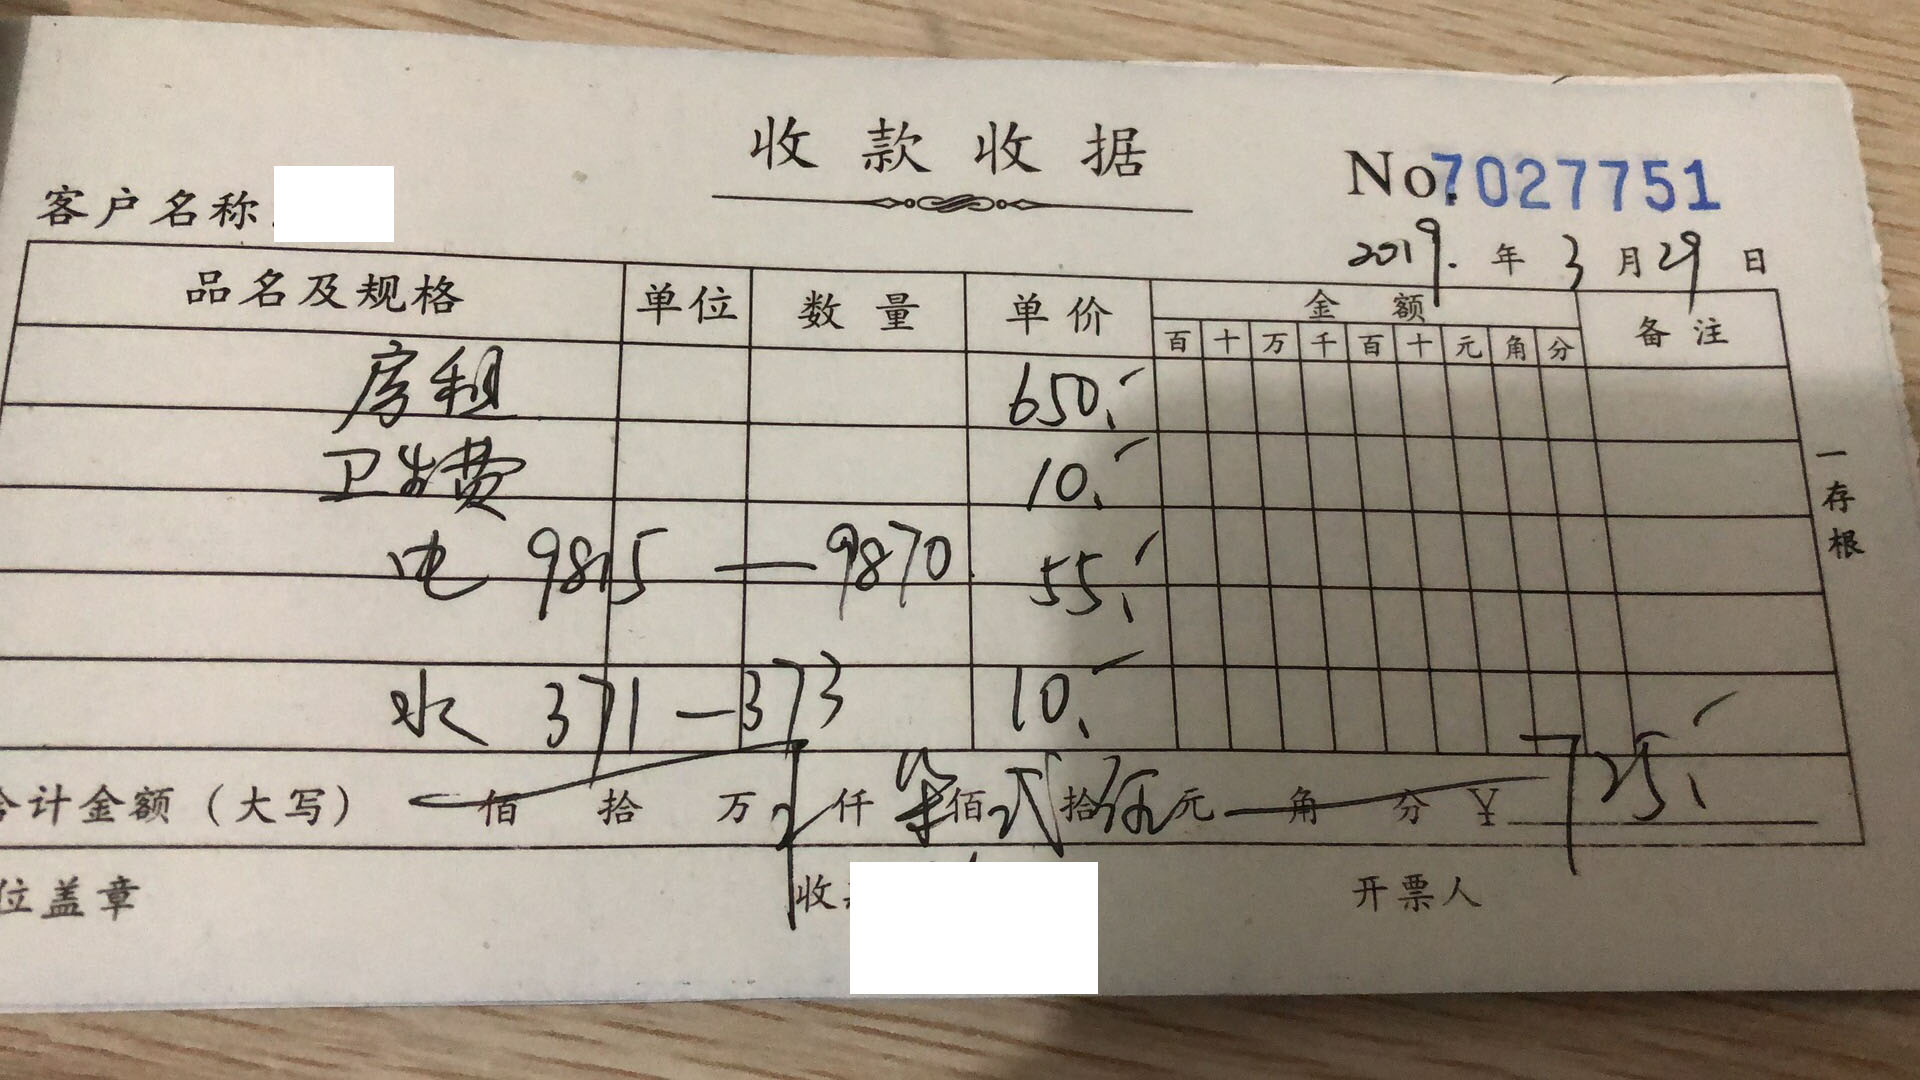 收款收据
No.7027751
客户名称
2019.年3月29日
品名及规格 单位 数量 单价 金额 备注
百 十 万 千 百 十 元 角 分
房租 650.
卫生费 10.
电 9815—9870 55.
水 371—373 10.
一存根
合计金额（大写） 佰 拾 万 仟 柒佰贰拾伍元 角 分 ¥725.
位盖章 收 开票人